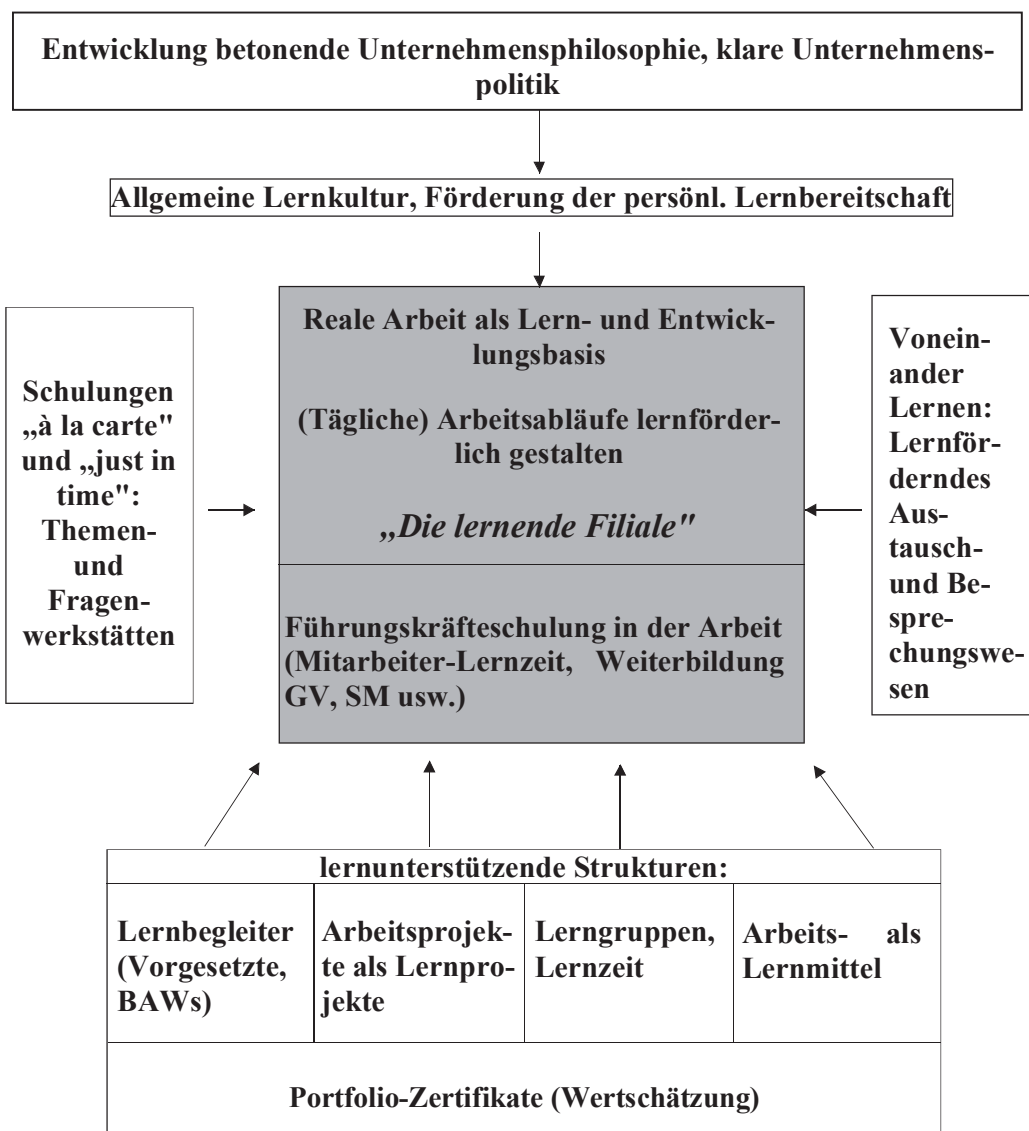 Entwicklung betonende Unternehmensphilosophie, klare Unternehmens-
politik
Allgemeine Lernkultur, Förderung der persönl. Lernbereitschaft
Schulungen
„à la carte"
und „just in
time":
Themen-
und
Fragen-
werkstätten
Reale Arbeit als Lern- und Entwick-
lungsbasis
(Tägliche) Arbeitsabläufe lernförder-
lich gestalten
„Die lernende Filiale"
Führungskräfteschulung in der Arbeit
(Mitarbeiter-Lernzeit, Weiterbildung
GV, SM usw.)
Vonein-
ander
Lernen:
Lernför-
derndes
Aus-
tausch-
und Be-
spre-
chungswe-
sen
lernunterstützende Strukturen:
Lernbegleiter
(Vorgesetzte,
BAWs)
Arbeitsprojek-
te als Lernpro-
jekte
Lerngruppen,
Lernzeit
Arbeits- als
Lernmittel
Portfolio-Zertifikate (Wertschätzung)